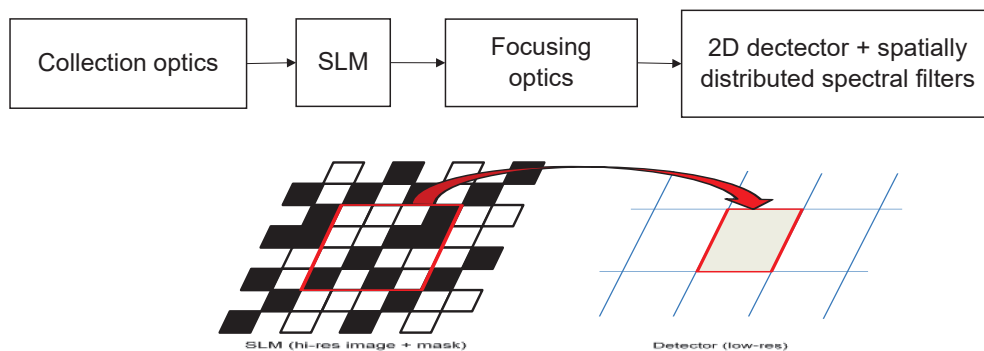 Collection optics
SLM
Focusing
optics
2D dectector + spatially
distributed spectral filters
SLM (hi-res image + mask)
Detector (low-res)